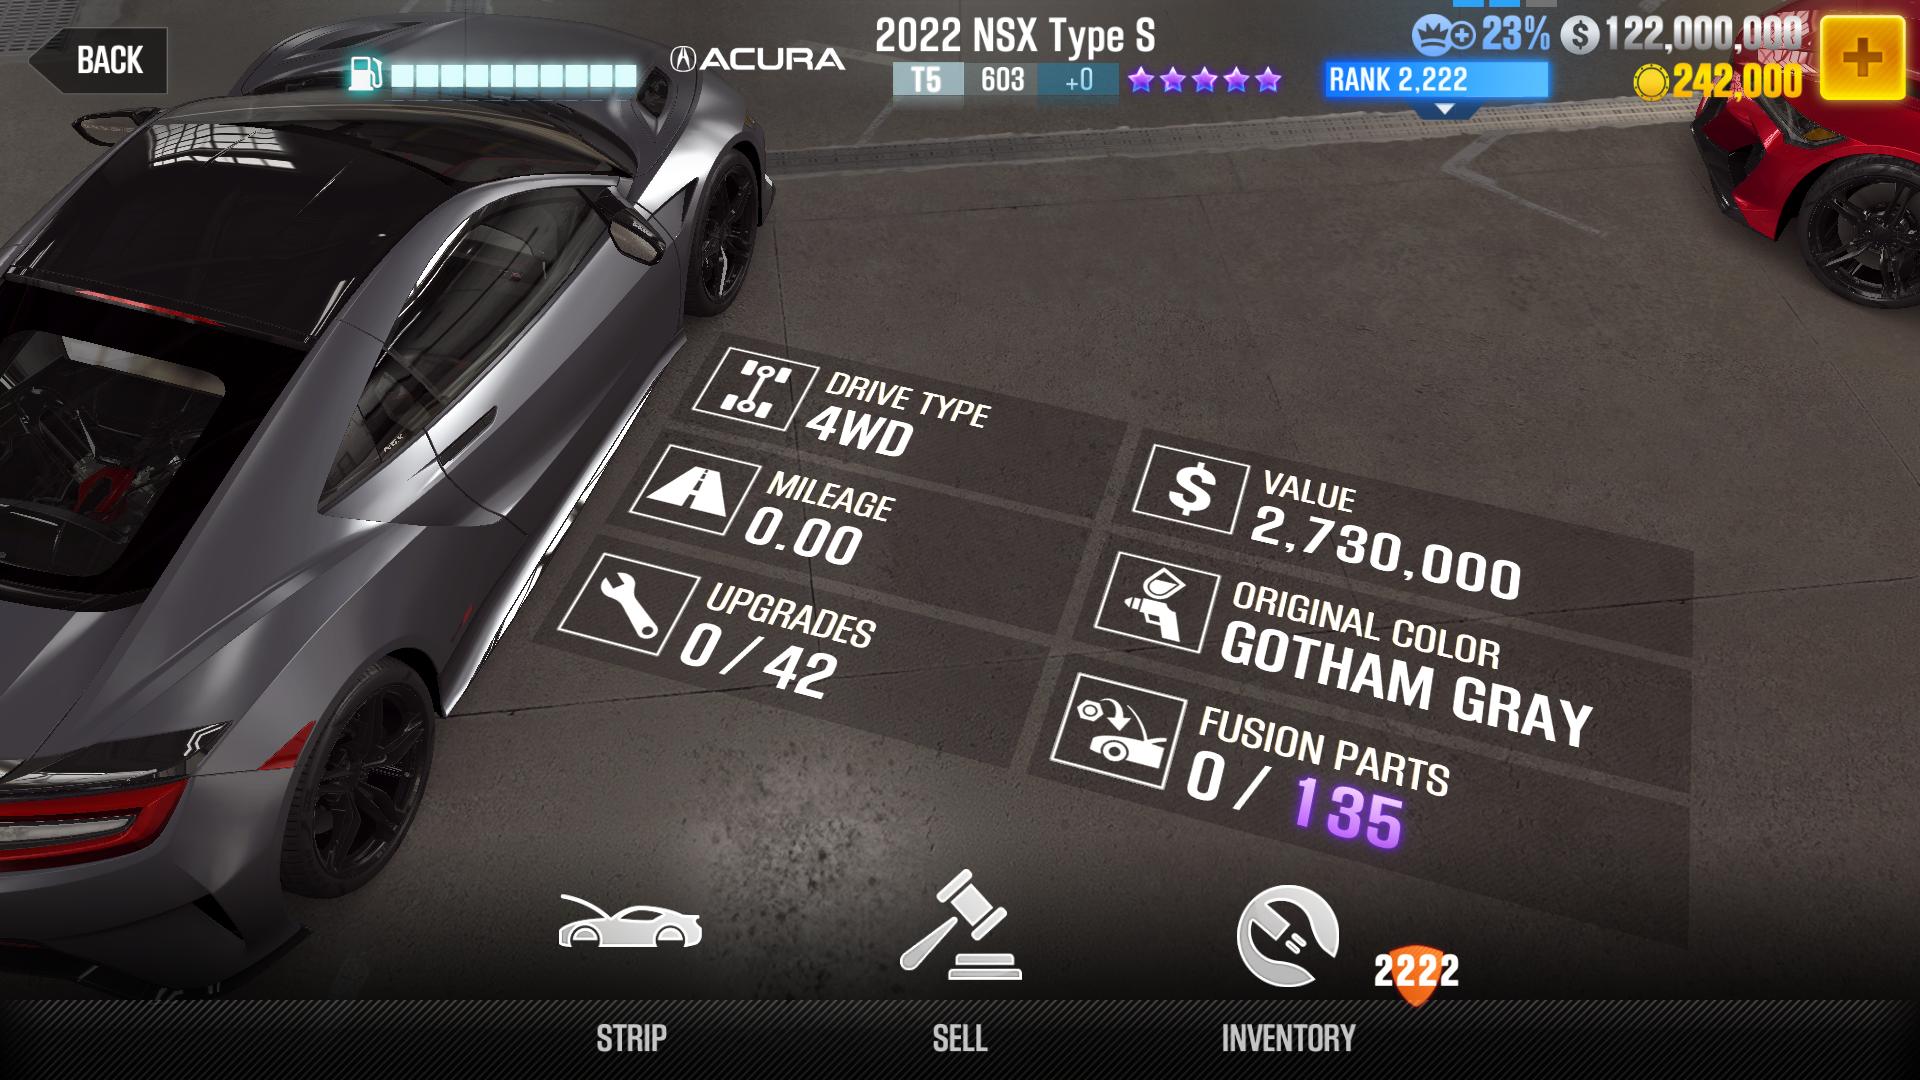 BACK
ACURA
2022 NSX Type S
T5 603 +0
23%
122,000,000
RANK 2,222
242,000
DRIVE TYPE
4WD
MILEAGE
0.00
UPGRADES
0/42
VALUE
2,730,000
ORIGINAL COLOR
GOTHAM GRAY
FUSION PARTS
0/ 135
NSX
2222
STRIP
SELL
INVENTORY